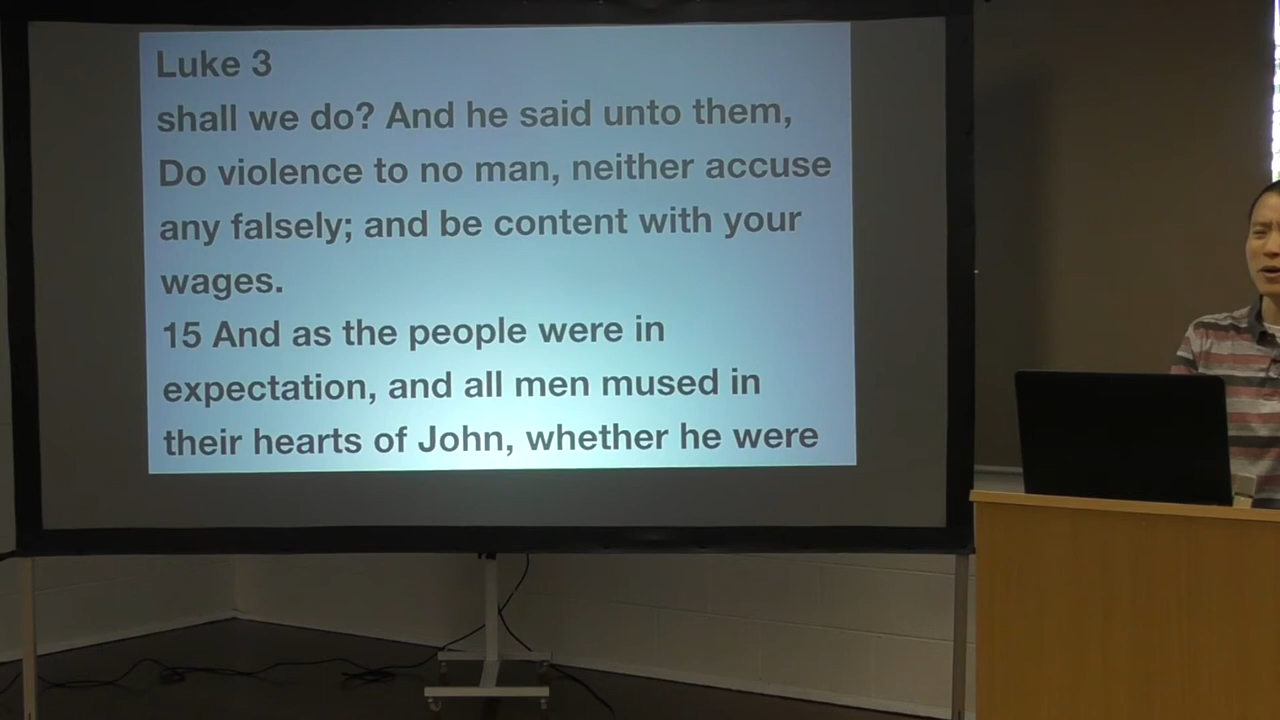 Luke 3
shall we do? And he said unto them,
Do violence to no man, neither accuse
any falsely; and be content with your
wages.
15 And as the people were in
expectation, and all men mused in
their hearts of John, whether he were